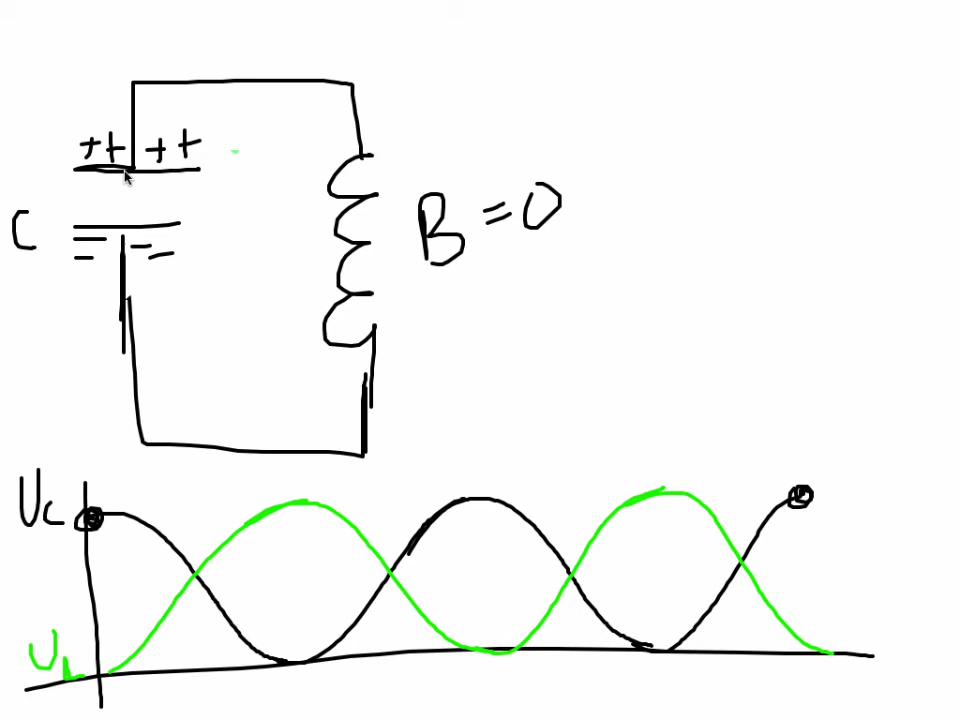 ++ ++
C
B = 0
UC
UL